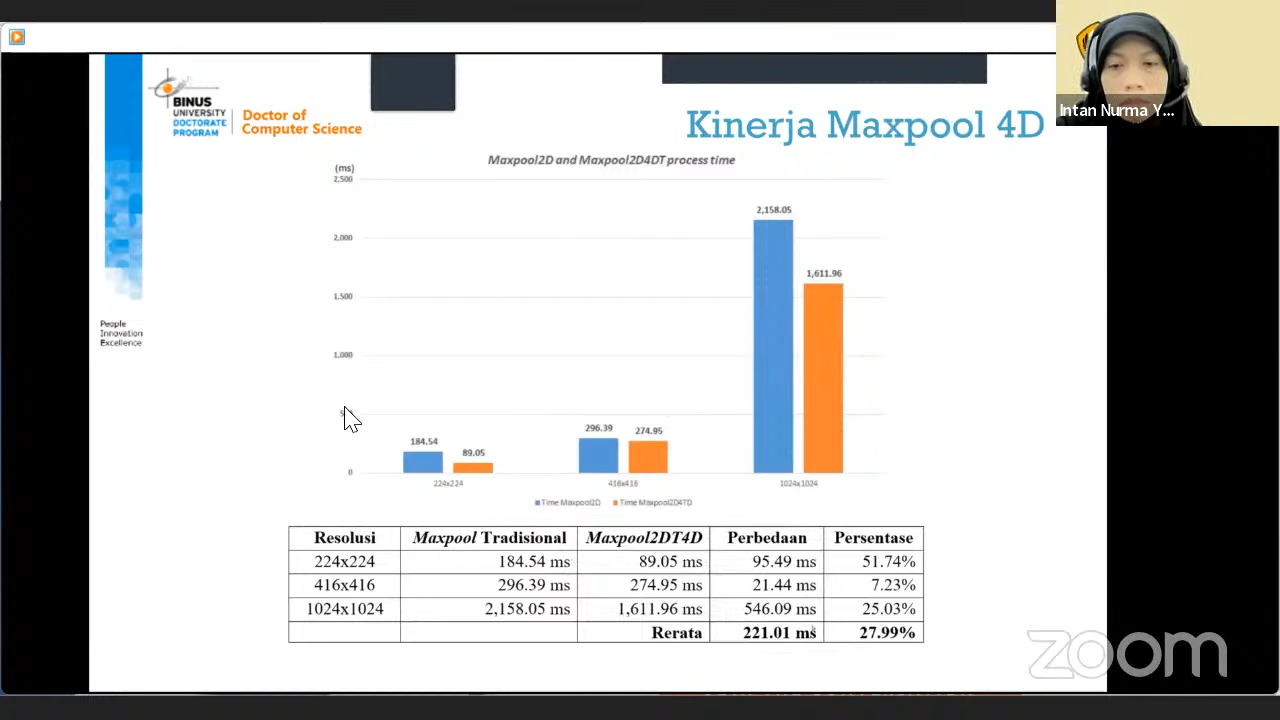 Intan Nurma Y...
BINUS
UNIVERSITY
DOCTORATE
PROGRAM
Doctor of
Computer Science
Kinerja Maxpool 4D
Maxpool2D and Maxpool2D4DT process time
(ms)
2,500
2,000
1,500
1,000
0
2,158.05
1,611.96
296.39
274.95
184.54
89.05
224x224
416x416
1024x1024
Time Maxpool2D
Time Maxpool2D4TD
People
Innovation
Excellence
Resolusi Maxpool Tradisional Maxpool2DT4D Perbedaan Persentase
224x224 184.54 ms 89.05 ms 95.49 ms 51.74%
416x416 296.39 ms 274.95 ms 21.44 ms 7.23%
1024x1024 2,158.05 ms 1,611.96 ms 546.09 ms 25.03%
Rerata 221.01 ms 27.99%
zoom